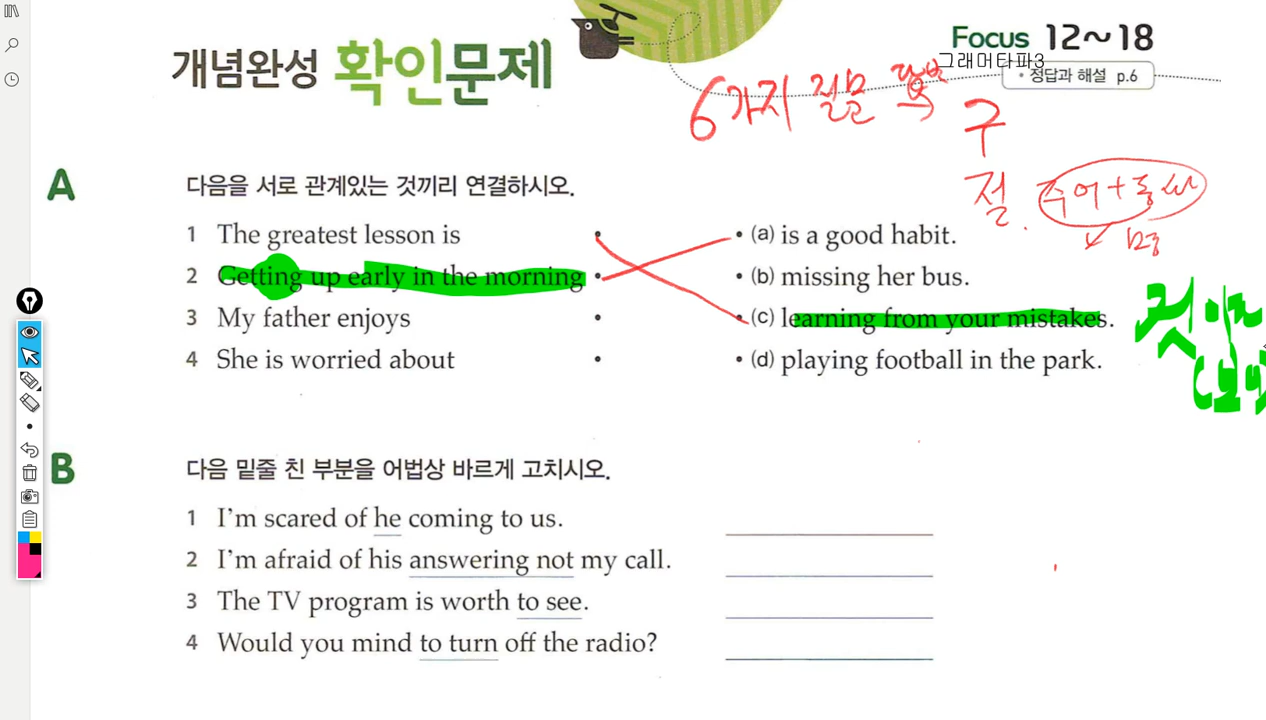 개념완성 확인문제
Focus 12~18
그래머타파3
• 정답과 해설 p.6
6가지 질문
구
절. 주어+동사
A
다음을 서로 관계있는 것끼리 연결하시오.
1 The greatest lesson is • • (a) is a good habit.
2 Getting up early in the morning • • (b) missing her bus.
3 My father enjoys • • (c) learning from your mistakes.
4 She is worried about • • (d) playing football in the park.
것이다
B
다음 밑줄 친 부분을 어법상 바르게 고치시오.
1 I'm scared of he coming to us.
2 I'm afraid of his answering not my call.
3 The TV program is worth to see.
4 Would you mind to turn off the radio?